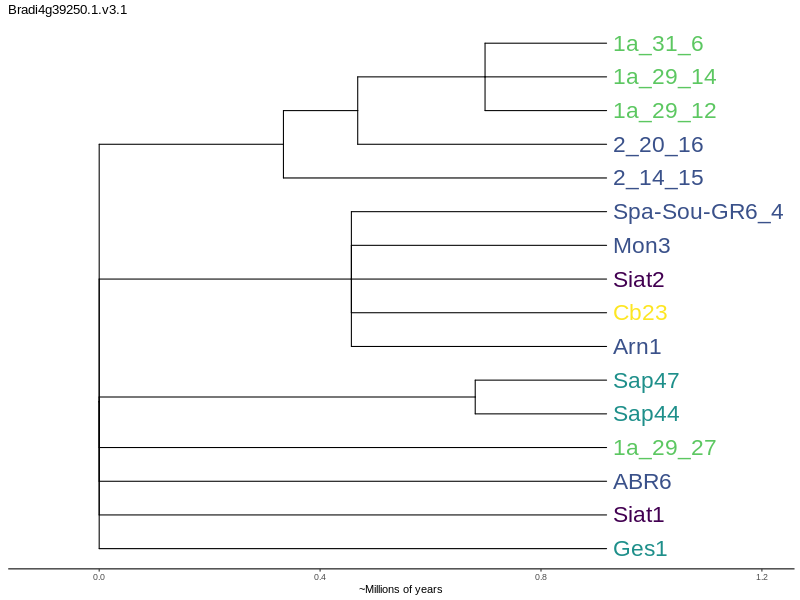 Bradi4g39250.1.v3.1
1a_31_6
1a_29_14
1a_29_12
2_20_16
2_14_15
Spa-Sou-GR6_4
Mon3
Siat2
Cb23
Arn1
Sap47
Sap44
1a_29_27
ABR6
Siat1
Ges1
0.0 0.4 0.8 1.2
~Millions of years